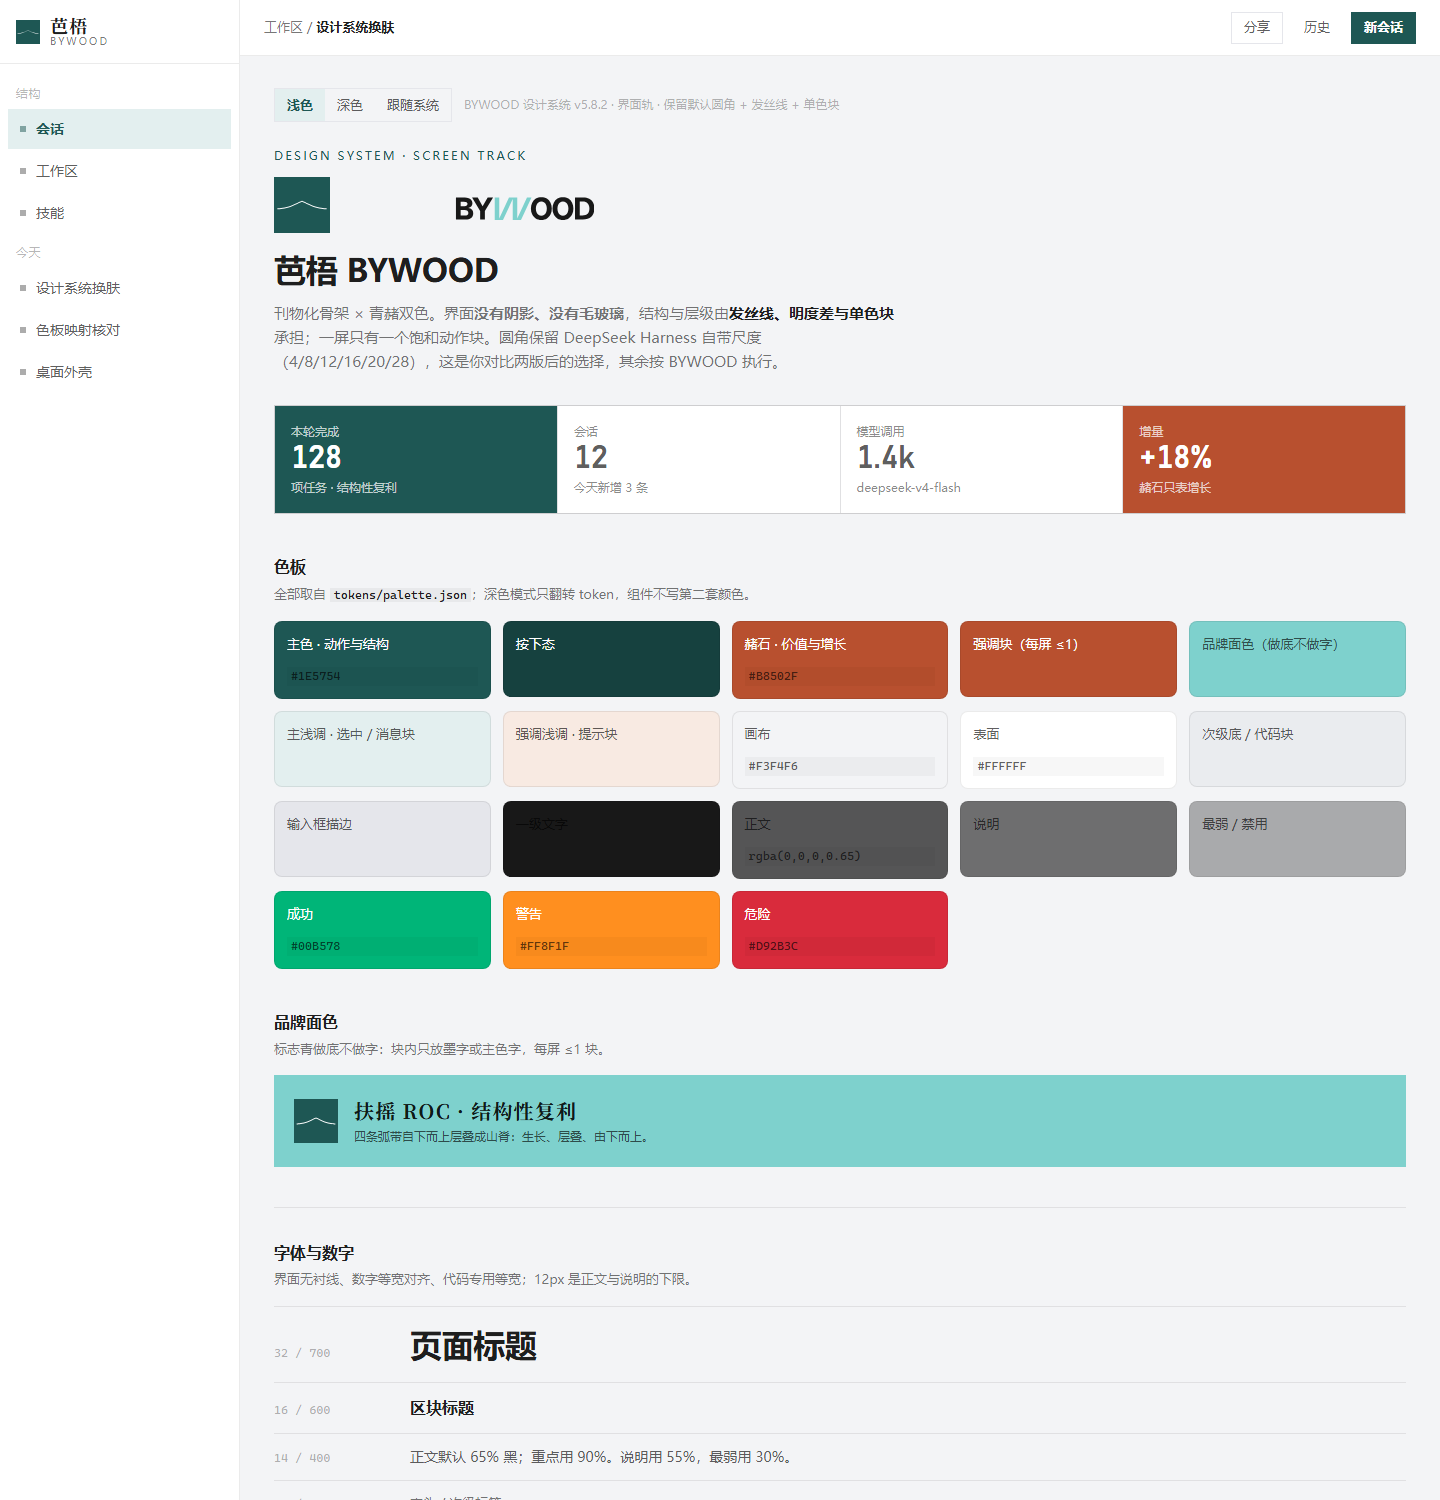 芭梧
BYWOOD
结构
会话
工作区
技能
今天
设计系统换肤
色板映射核对
桌面外壳
工作区 / 设计系统换肤
分享
历史
新会话
浅色
深色
跟随系统
BYWOOD 设计系统 v5.8.2 · 界面轨 · 保留默认圆角 + 发丝线 + 单色块
DESIGN SYSTEM · SCREEN TRACK
BYWOOD
芭梧 BYWOOD
刊物化骨架 × 青赭双色。界面没有阴影、没有毛玻璃，结构与层级由发丝线、明度差与单色块
承担；一屏只有一个饱和动作块。圆角保留 DeepSeek Harness 自带尺度
（4/8/12/16/20/28），这是你对比两版后的选择，其余按 BYWOOD 执行。
本轮完成
128
项任务 · 结构性复利
会话
12
今天新增 3 条
模型调用
1.4k
deepseek-v4-flash
增量
+18%
赭石只表增长
色板
全部取自 tokens/palette.json；深色模式只翻转 token，组件不写第二套颜色。
主色 · 动作与结构
#1E5754
按下态
赭石 · 价值与增长
#B8502F
强调块（每屏 ≤1）
品牌面色（做底不做字）
主浅调 · 选中 / 消息块
强调浅调 · 提示块
画布
#F3F4F6
表面
#FFFFFF
次级底 / 代码块
输入框描边
一级文字
正文
rgba(0,0,0,0.65)
说明
最弱 / 禁用
成功
#00B578
警告
#FF8F1F
危险
#D92B3C
品牌面色
标志青做底不做字：块内只放墨字或主色字，每屏 ≤1 块。
扶摇 ROC · 结构性复利
四条弧带自下而上层叠成山脊：生长、层叠、由下而上。
字体与数字
界面无衬线、数字等宽对齐、代码专用等宽；12px 是正文与说明的下限。
32 / 700
页面标题
16 / 600
区块标题
14 / 400
正文默认 65% 黑；重点用 90%。说明用 55%，最弱用 30%。